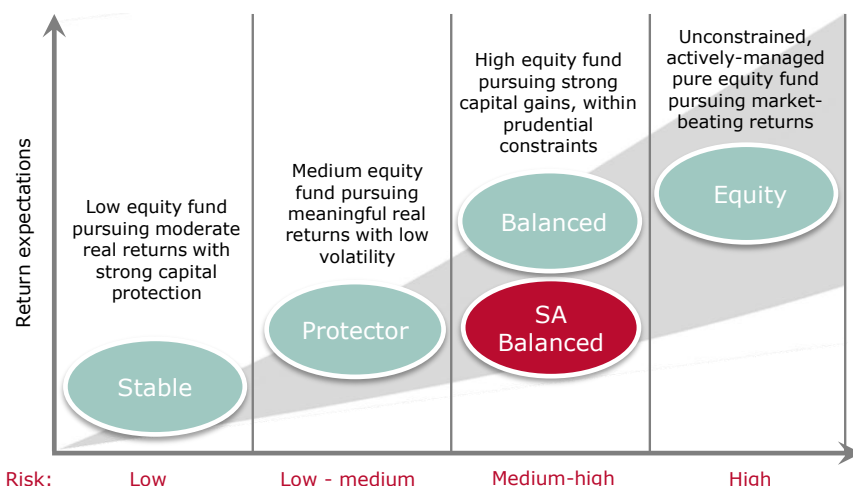 Return expectations
Low equity fund
pursuing moderate
real returns with
strong capital
protection
Stable
Medium equity
fund pursuing
meaningful real
returns with low
volatility
Protector
High equity fund
pursuing strong
capital gains, within
prudential
constraints
Balanced
SA
Balanced
Unconstrained,
actively-managed
pure equity fund
pursuing market-
beating returns
Equity
Risk:
Low
Low - medium
Medium-high
High